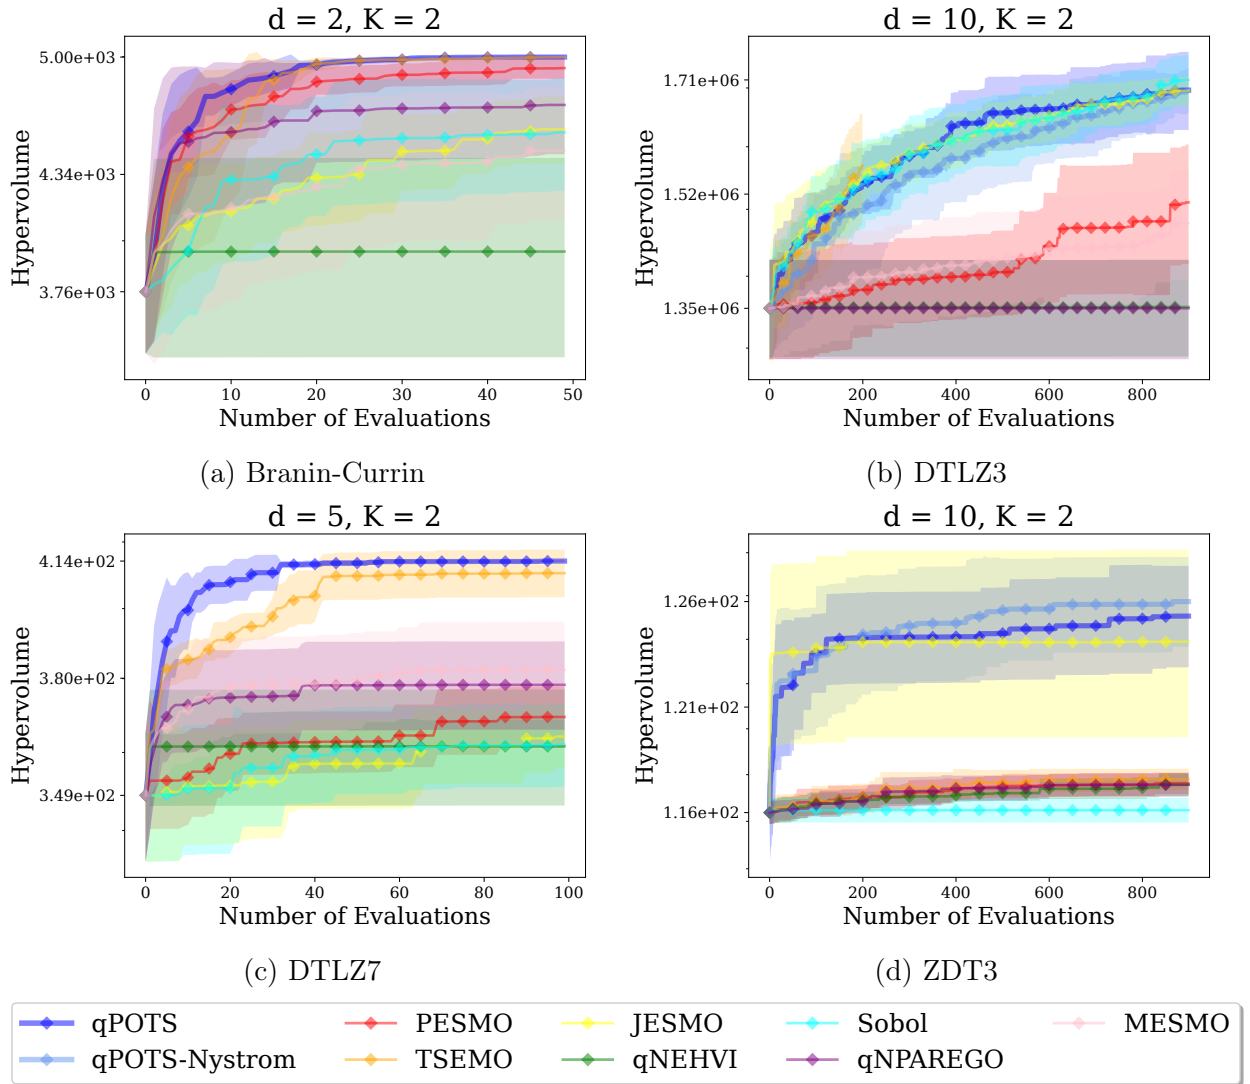 d = 2, K = 2
5.00e+03
4.34e+03
3.76e+03
Hypervolume
0 10 20 30 40 50
Number of Evaluations
(a) Branin-Currin
d = 10, K = 2
1.71e+06
1.52e+06
1.35e+06
Hypervolume
0 200 400 600 800
Number of Evaluations
(b) DTLZ3
d = 5, K = 2
4.14e+02
3.80e+02
3.49e+02
Hypervolume
0 20 40 60 80 100
Number of Evaluations
(c) DTLZ7
d = 10, K = 2
1.26e+02
1.21e+02
1.16e+02
Hypervolume
0 200 400 600 800
Number of Evaluations
(d) ZDT3
qPOTS PESMO JESMO Sobol MESMO
qPOTS-Nystrom TSEMO qNEHVI qNPAREGO